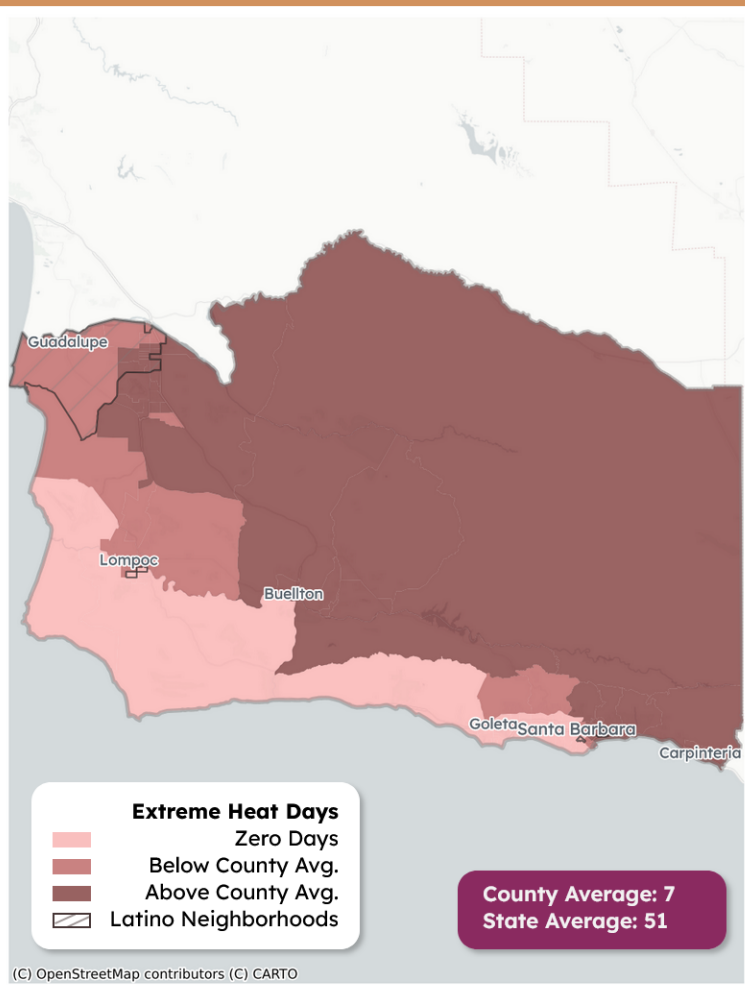 Guadalupe
Lompoc
Buellton
Goleta
Santa Barbara
Carpinteria
Extreme Heat Days
Zero Days
Below County Avg.
Above County Avg.
Latino Neighborhoods
County Average: 7
State Average: 51
(C) OpenStreetMap contributors (C) CARTO